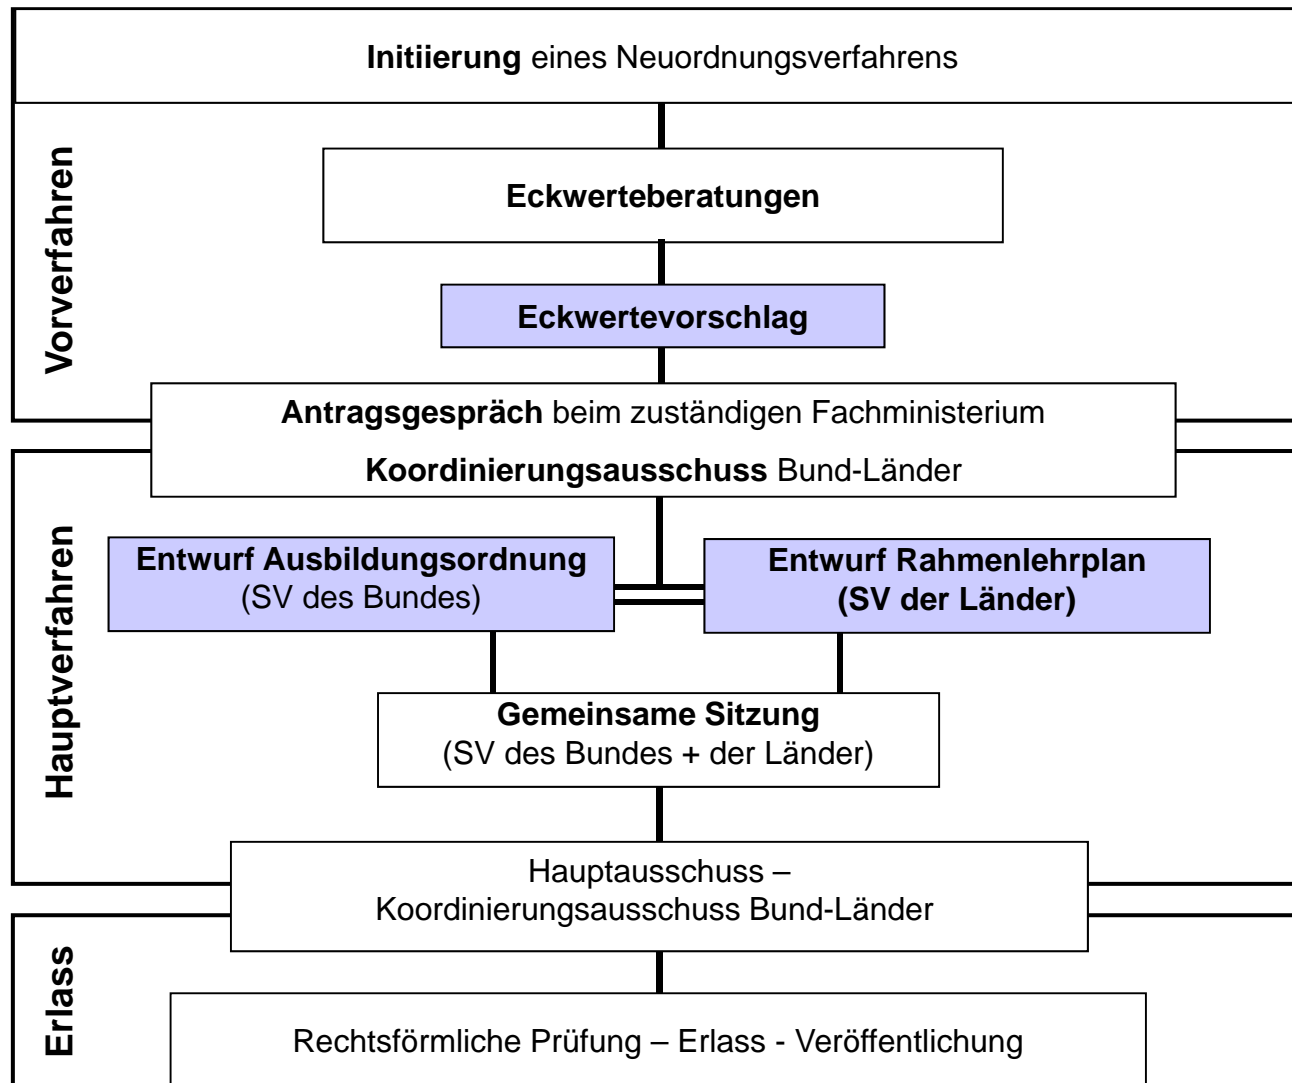 Initiierung eines Neuordnungsverfahrens
Vorverfahren
Eckwerteberatungen
Eckwertevorschlag
Antragsgespräch beim zuständigen Fachministerium
Koordinierungsausschuss Bund-Länder
Hauptverfahren
Entwurf Ausbildungsordnung
(SV des Bundes)
Entwurf Rahmenlehrplan
(SV der Länder)
Gemeinsame Sitzung
(SV des Bundes + der Länder)
Hauptausschuss –
Koordinierungsausschuss Bund-Länder
Erlass
Rechtsförmliche Prüfung – Erlass - Veröffentlichung